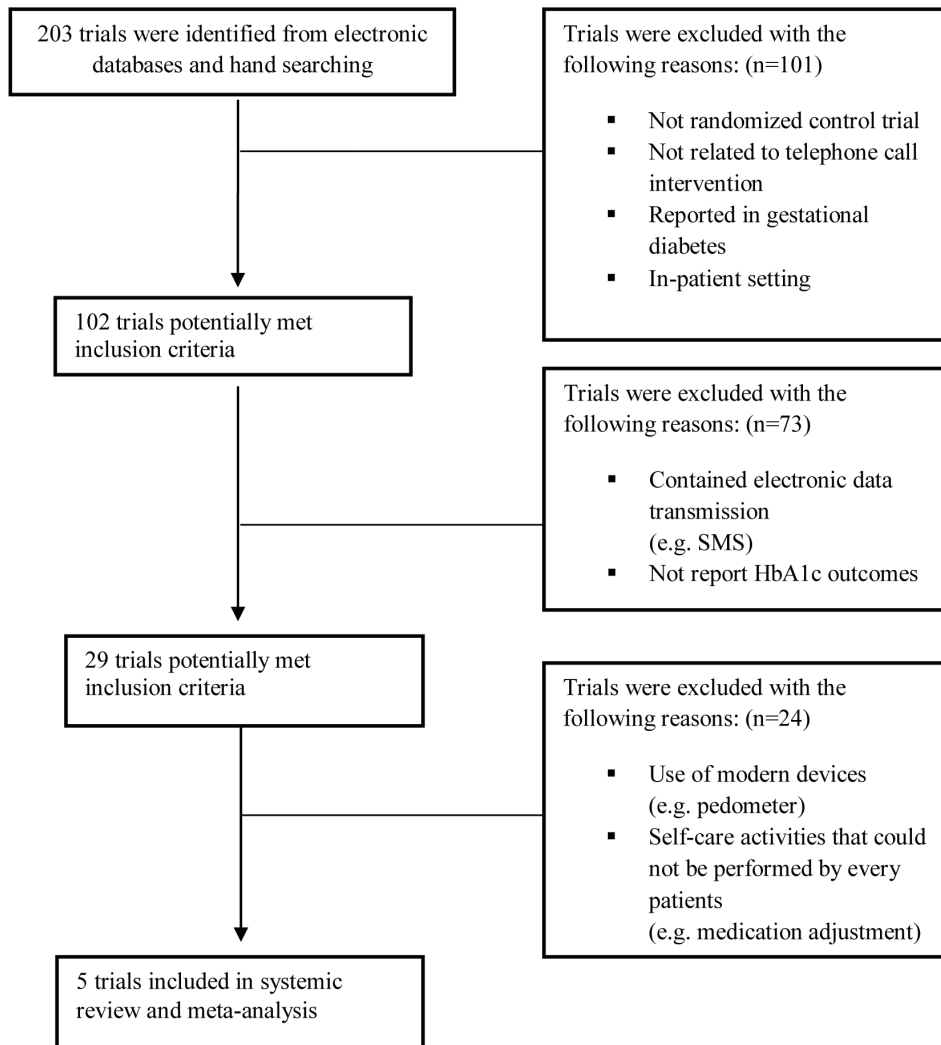 203 trials were identified from electronic
databases and hand searching
Trials were excluded with the
following reasons: (n=101)
▪ Not randomized control trial
▪ Not related to telephone call
intervention
▪ Reported in gestational
diabetes
▪ In-patient setting
102 trials potentially met
inclusion criteria
Trials were excluded with the
following reasons: (n=73)
▪ Contained electronic data
transmission
(e.g. SMS)
▪ Not report HbA1c outcomes
29 trials potentially met
inclusion criteria
Trials were excluded with the
following reasons: (n=24)
▪ Use of modern devices
(e.g. pedometer)
▪ Self-care activities that could
not be performed by every
patients
(e.g. medication adjustment)
5 trials included in systemic
review and meta-analysis